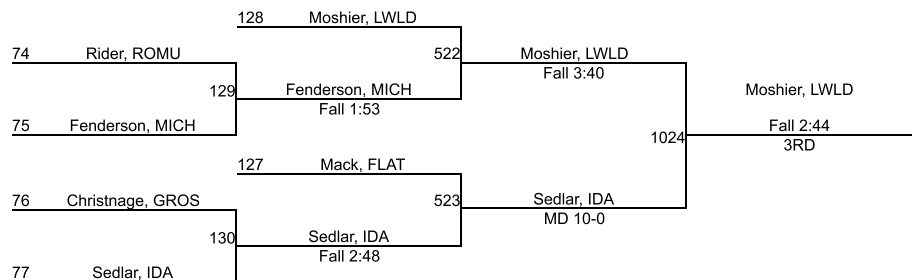 128 Moshier, LWLD
74 Rider, ROMU
522 Moshier, LWLD
Fall 3:40
129 Fenderson, MICH
Fall 1:53
Moshier, LWLD
75 Fenderson, MICH
Fall 2:44
1024
3RD
127 Mack, FLAT
76 Christnage, GROS
523 Sedlar, IDA
MD 10-0
130 Sedlar, IDA
Fall 2:48
77 Sedlar, IDA